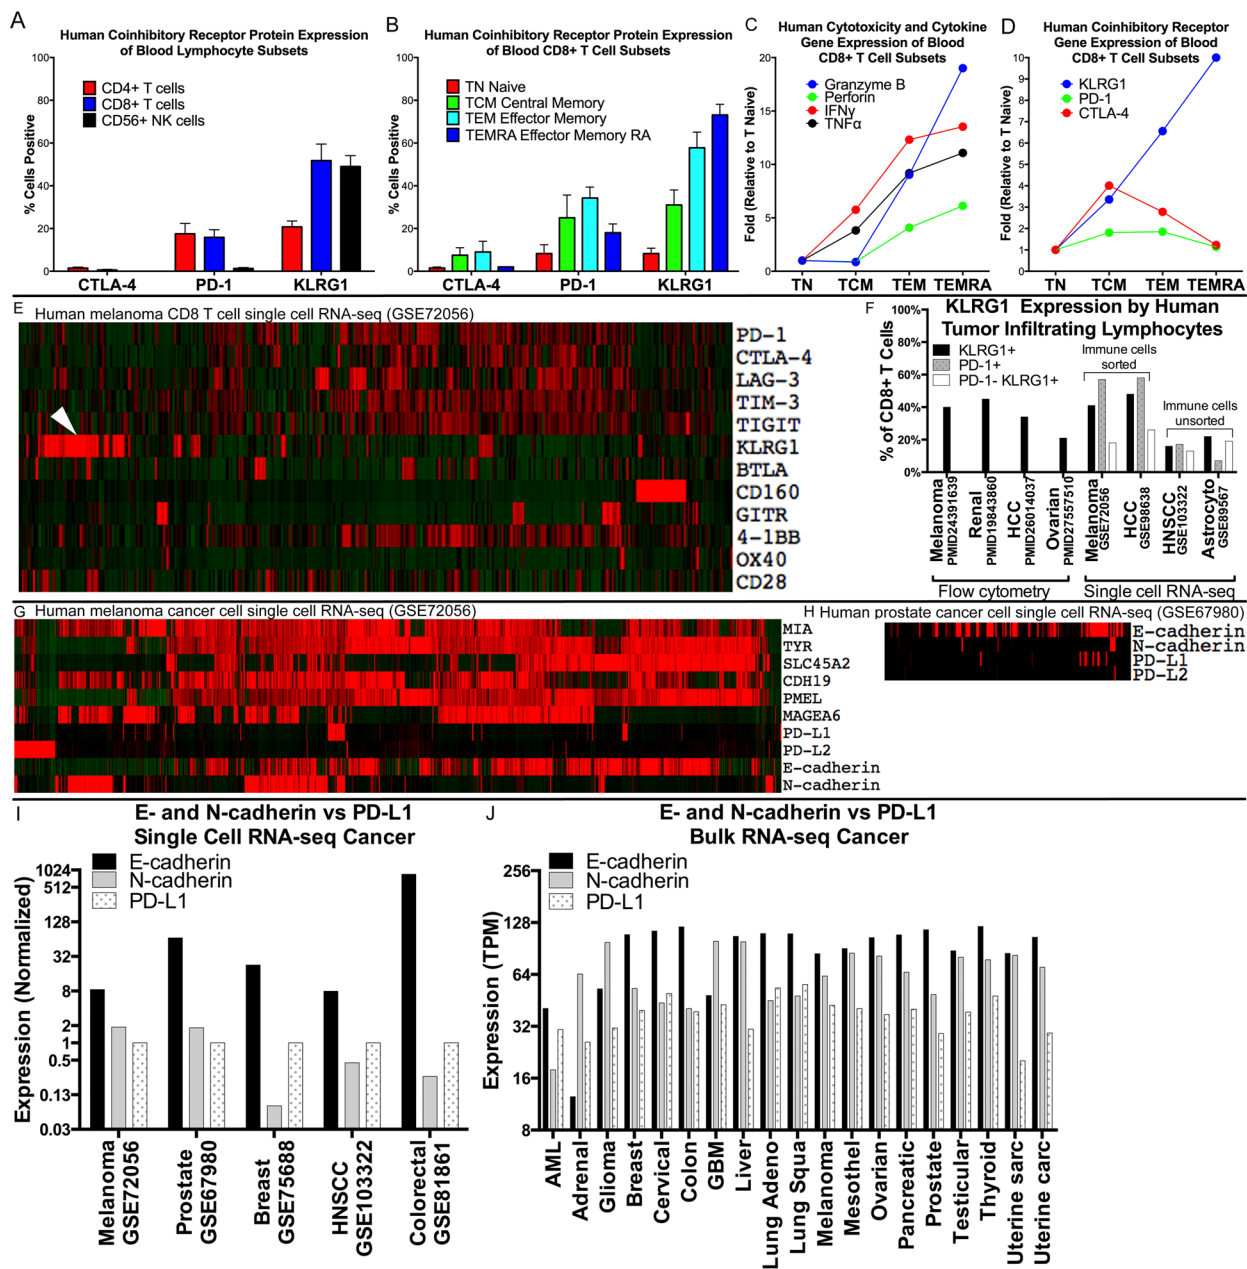 A
Human Coinhibitory Receptor Protein Expression
of Blood Lymphocyte Subsets
% Cells Positive
100
80
60
40
20
0
CD4+ T cells
CD8+ T cells
CD56+ NK cells
CTLA-4 PD-1 KLRG1
B
Human Coinhibitory Receptor Protein Expression
of Blood CD8+ T Cell Subsets
% Cells Positive
100
80
60
40
20
0
TN Naive
TCM Central Memory
TEM Effector Memory
TEMRA Effector Memory RA
CTLA-4 PD-1 KLRG1
C
Human Cytotoxicity and Cytokine
Gene Expression of Blood
CD8+ T Cell Subsets
Fold (Relative to T Naive)
20
15
10
5
0
Granzyme B
Perforin
IFNγ
TNFα
TN TCM TEM TEMRA
D
Human Coinhibitory Receptor
Gene Expression of Blood
CD8+ T Cell Subsets
Fold (Relative to T Naive)
10
9
8
7
6
5
4
3
2
1
0
KLRG1
PD-1
CTLA-4
TN TCM TEM TEMRA
E Human melanoma CD8 T cell single cell RNA-seq (GSE72056)
PD-1
CTLA-4
LAG-3
TIM-3
TIGIT
KLRG1
BTLA
CD160
GITR
4-1BB
OX40
CD28
F
KLRG1 Expression by Human
Tumor Infiltrating Lymphocytes
% of CD8+ T Cells
100%
80%
60%
40%
20%
0%
KLRG1+
PD-1+
PD-1- KLRG1+
Immune cells
sorted
Immune cells
unsorted
Melanoma
PMID24391639
Renal
PMID19843860
HCC
PMID26014037
Ovarian
PMID27557510
Melanoma
GSE72056
HCC
GSE98638
HNSCC
GSE103322
Astrocyto
GSE89567
Flow cytometry Single cell RNA-seq
G Human melanoma cancer cell single cell RNA-seq (GSE72056)
MIA
TYR
SLC45A2
CDH19
PMEL
MAGEA6
PD-L1
PD-L2
E-cadherin
N-cadherin
H Human prostate cancer cell single cell RNA-seq (GSE67980)
E-cadherin
N-cadherin
PD-L1
PD-L2
I
E- and N-cadherin vs PD-L1
Single Cell RNA-seq Cancer
Expression (Normalized)
1024
512
128
32
8
2
1
0.5
0.13
0.03
E-cadherin
N-cadherin
PD-L1
Melanoma
GSE72056
Prostate
GSE67980
Breast
GSE75688
HNSCC
GSE103322
Colorectal
GSE81861
J
E- and N-cadherin vs PD-L1
Bulk RNA-seq Cancer
Expression (TPM)
256
128
64
32
16
8
E-cadherin
N-cadherin
PD-L1
AML
Adrenal
Glioma
Breast
Cervical
Colon
GBM
Liver
Lung Adeno
Lung Squa
Melanoma
Mesothel
Ovarian
Pancreatic
Prostate
Testicular
Thyroid
Uterine sarc
Uterine carc